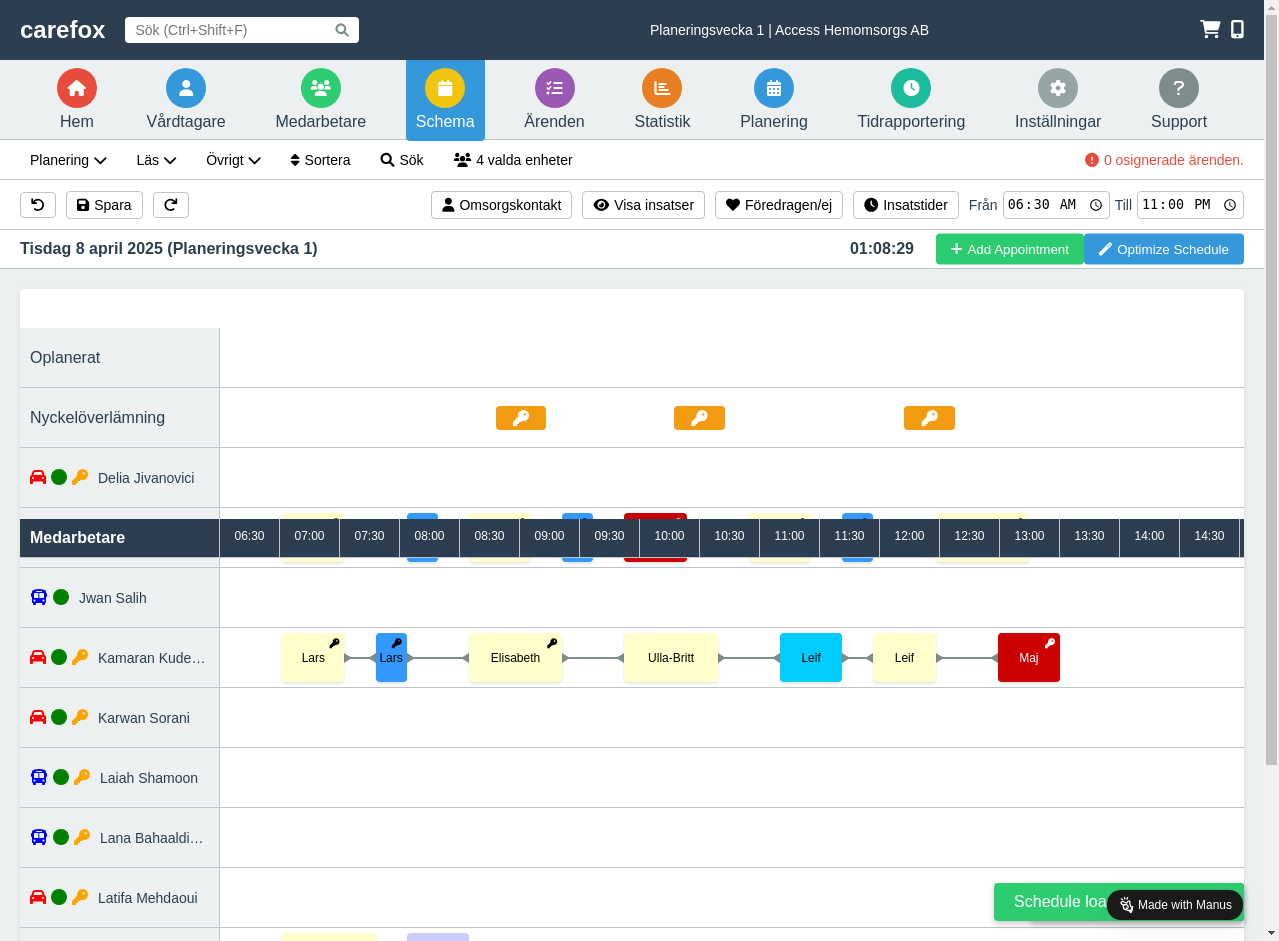 carefox
Sök (Ctrl+Shift+F)
Planeringsvecka 1 | Access Hemomsorgs AB
Hem
Vårdtagare
Medarbetare
Schema
Ärenden
Statistik
Planering
Tidrapportering
Inställningar
Support
Planering
Läs
Övrigt
Sortera
Sök
4 valda enheter
0 osignerade ärenden.
Spara
Omsorgskontakt
Visa insatser
Föredragen/ej
Insatstider
Från 06:30 AM
Till 11:00 PM
Tisdag 8 april 2025 (Planeringsvecka 1)
01:08:29
Add Appointment
Optimize Schedule
Oplanerat
Nyckelöverlämning
Delia Jivanovici
Medarbetare 06:30 07:00 07:30 08:00 08:30 09:00 09:30 10:00 10:30 11:00 11:30 12:00 12:30 13:00 13:30 14:00 14:30
Jwan Salih
Kamaran Kude… Lars Lars Elisabeth Ulla-Britt Leif Leif Maj
Karwan Sorani
Laiah Shamoon
Lana Bahaaldi…
Latifa Mehdaoui
Schedule loa
Made with Manus